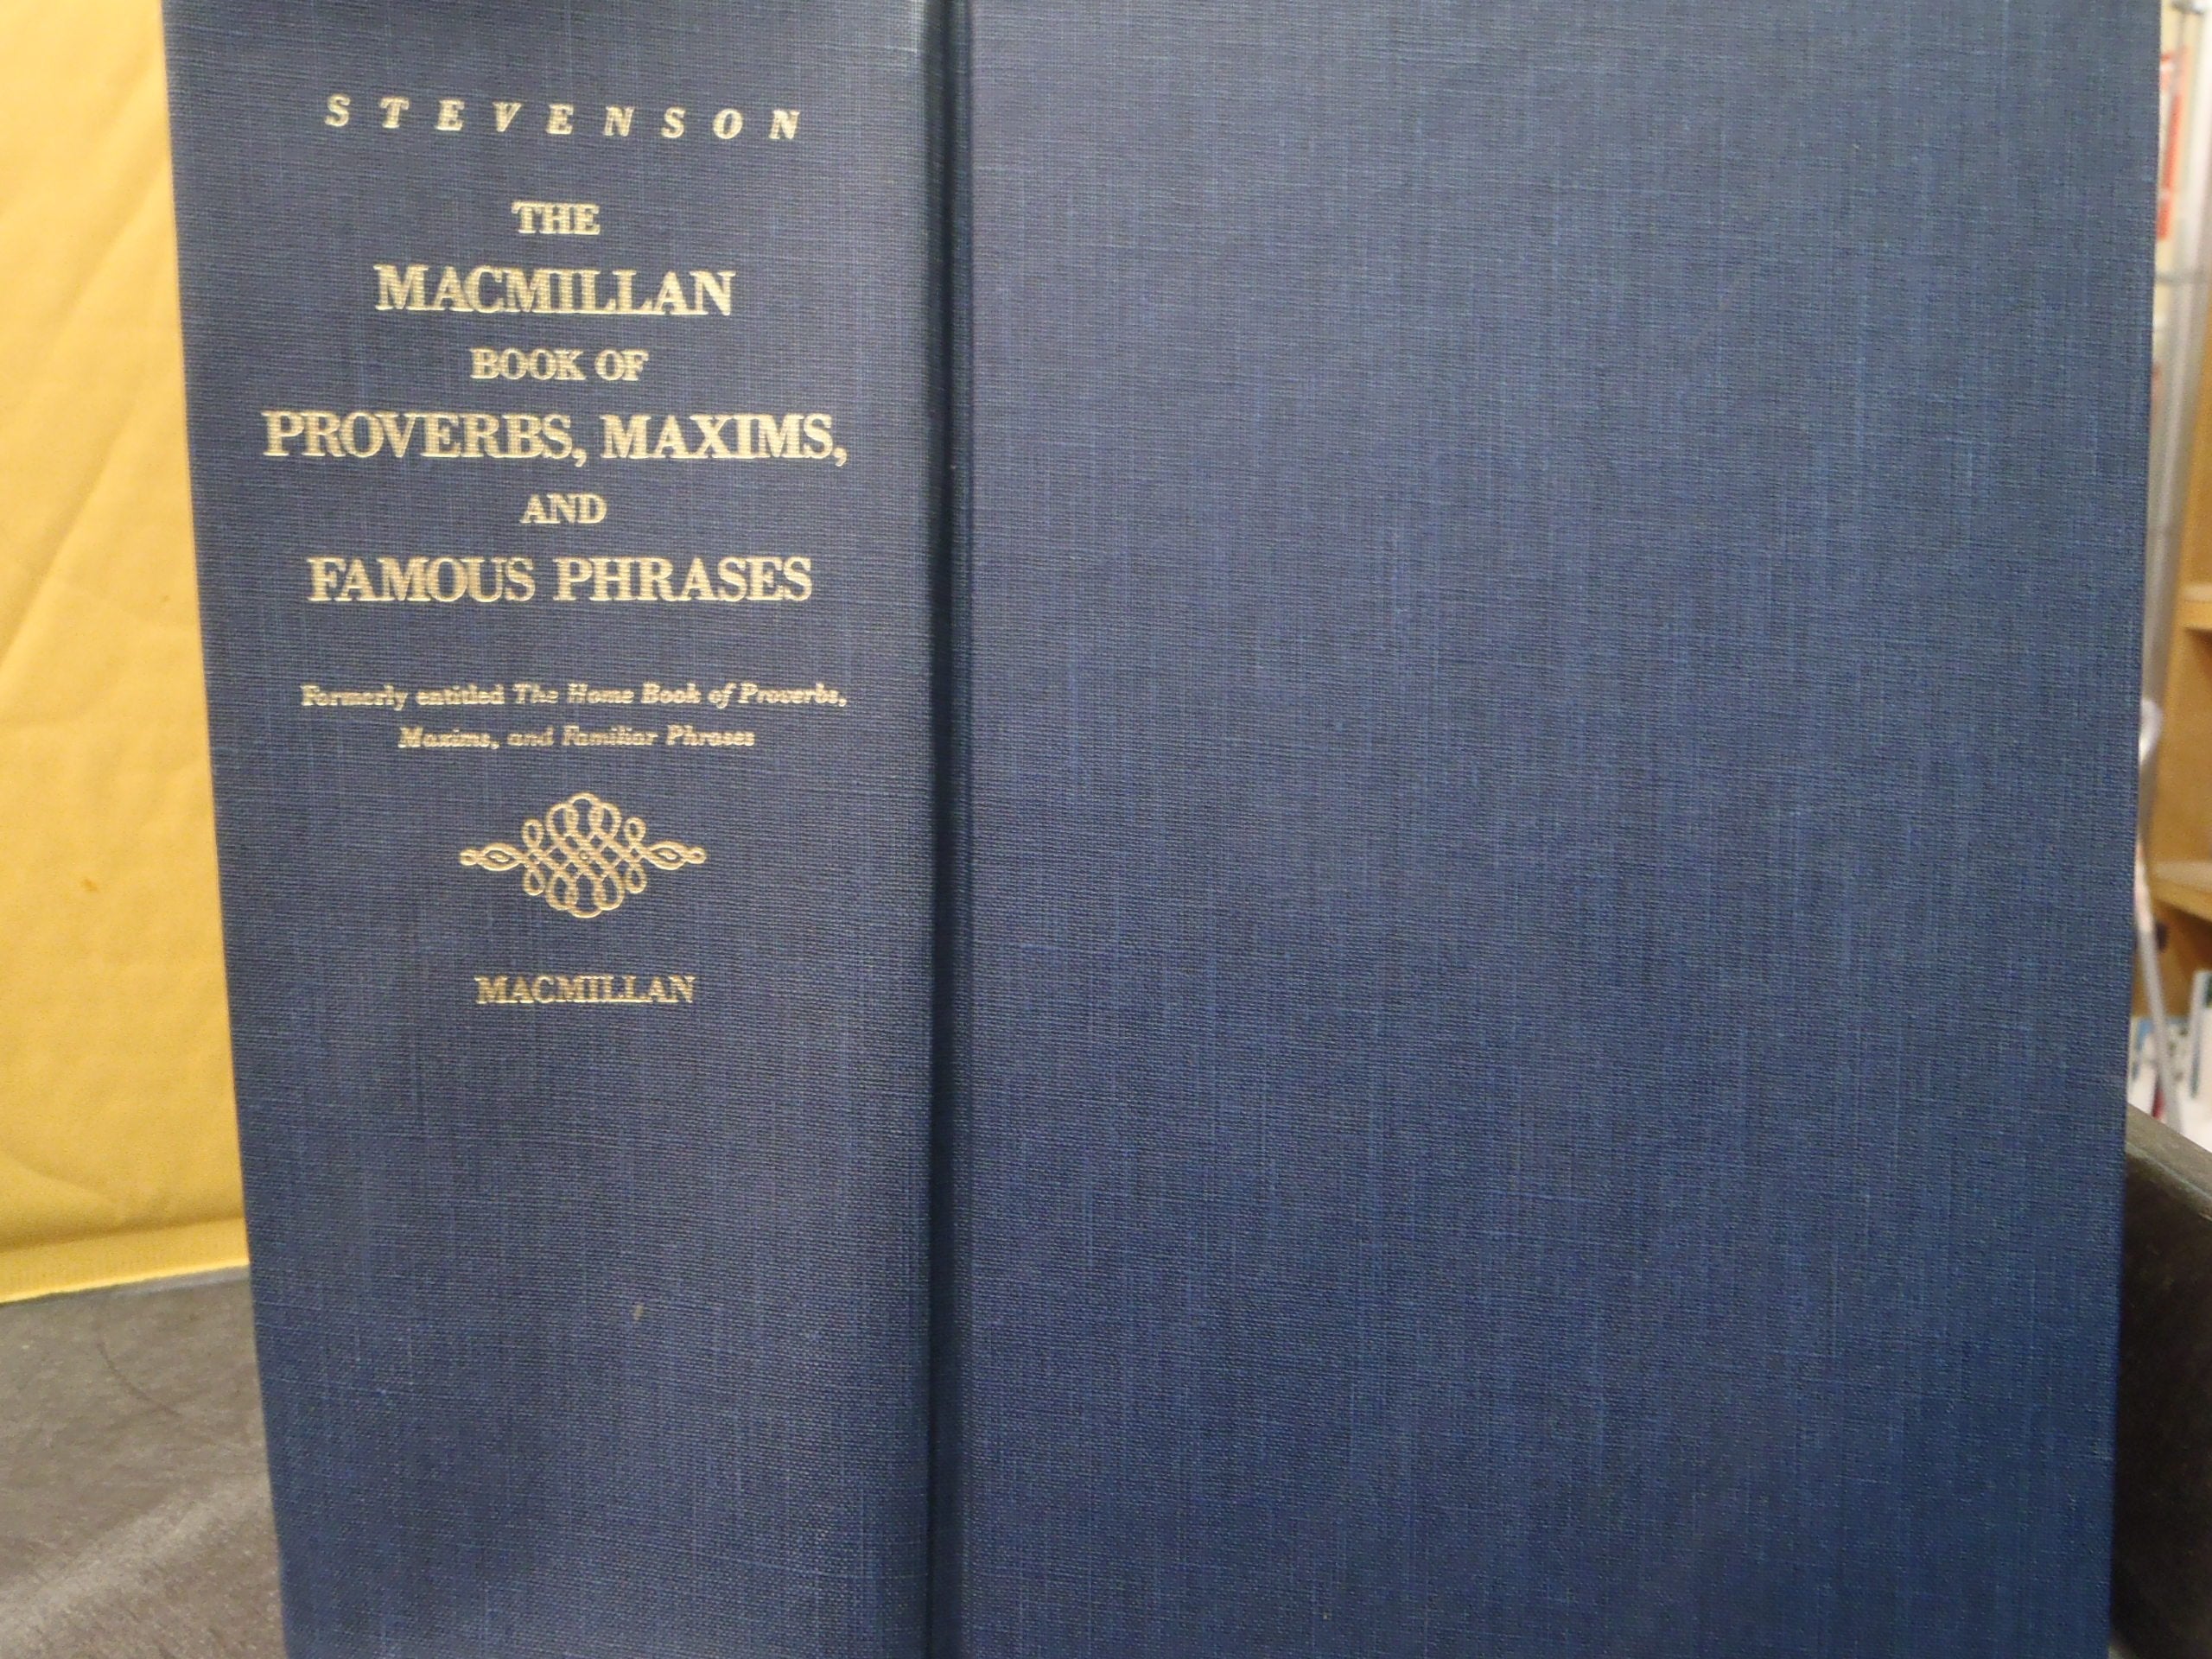 STEVENSON
THE
MACMILLAN
BOOK OF
PROVERBS, MAXIMS,
AND
FAMOUS PHRASES
Formerly entitled The Home Book of Proverbs,
Maxims, and Familiar Phrases
MACMILLAN